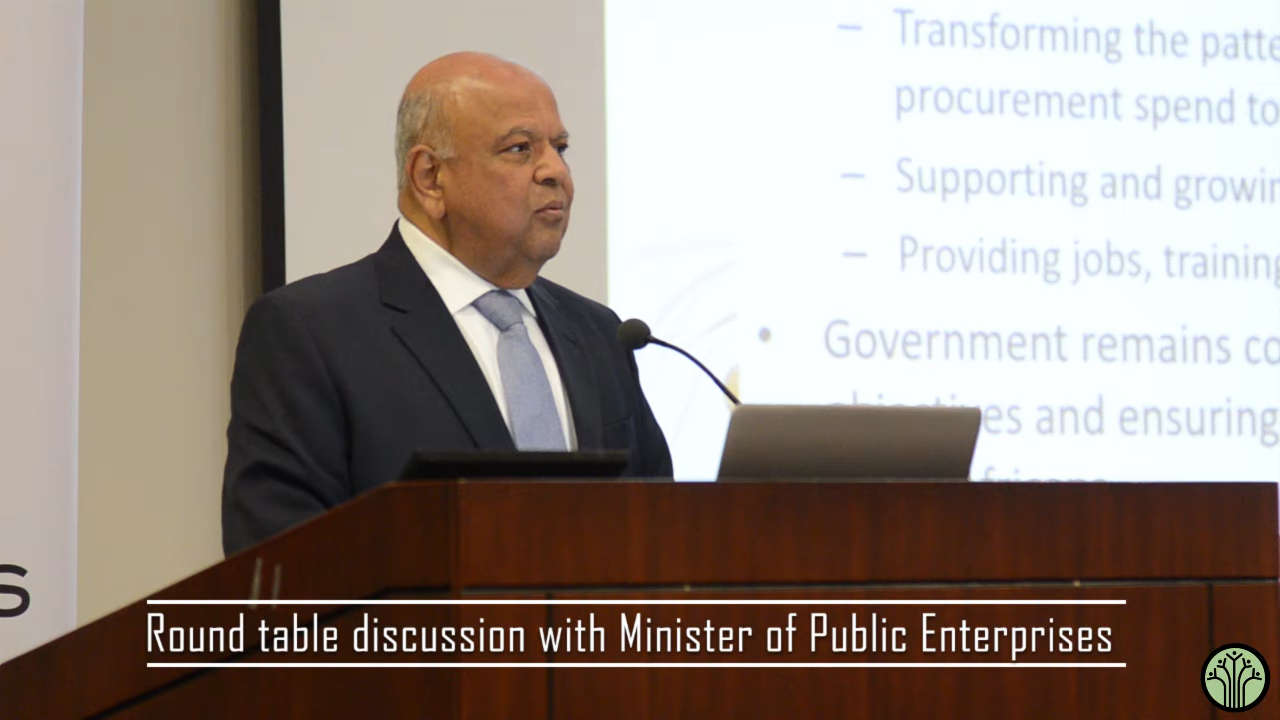 – Transforming the patte
procurement spend to
– Supporting and growin
– Providing jobs, training
• Government remains co
objectives and ensuring
s
Round table discussion with Minister of Public Enterprises